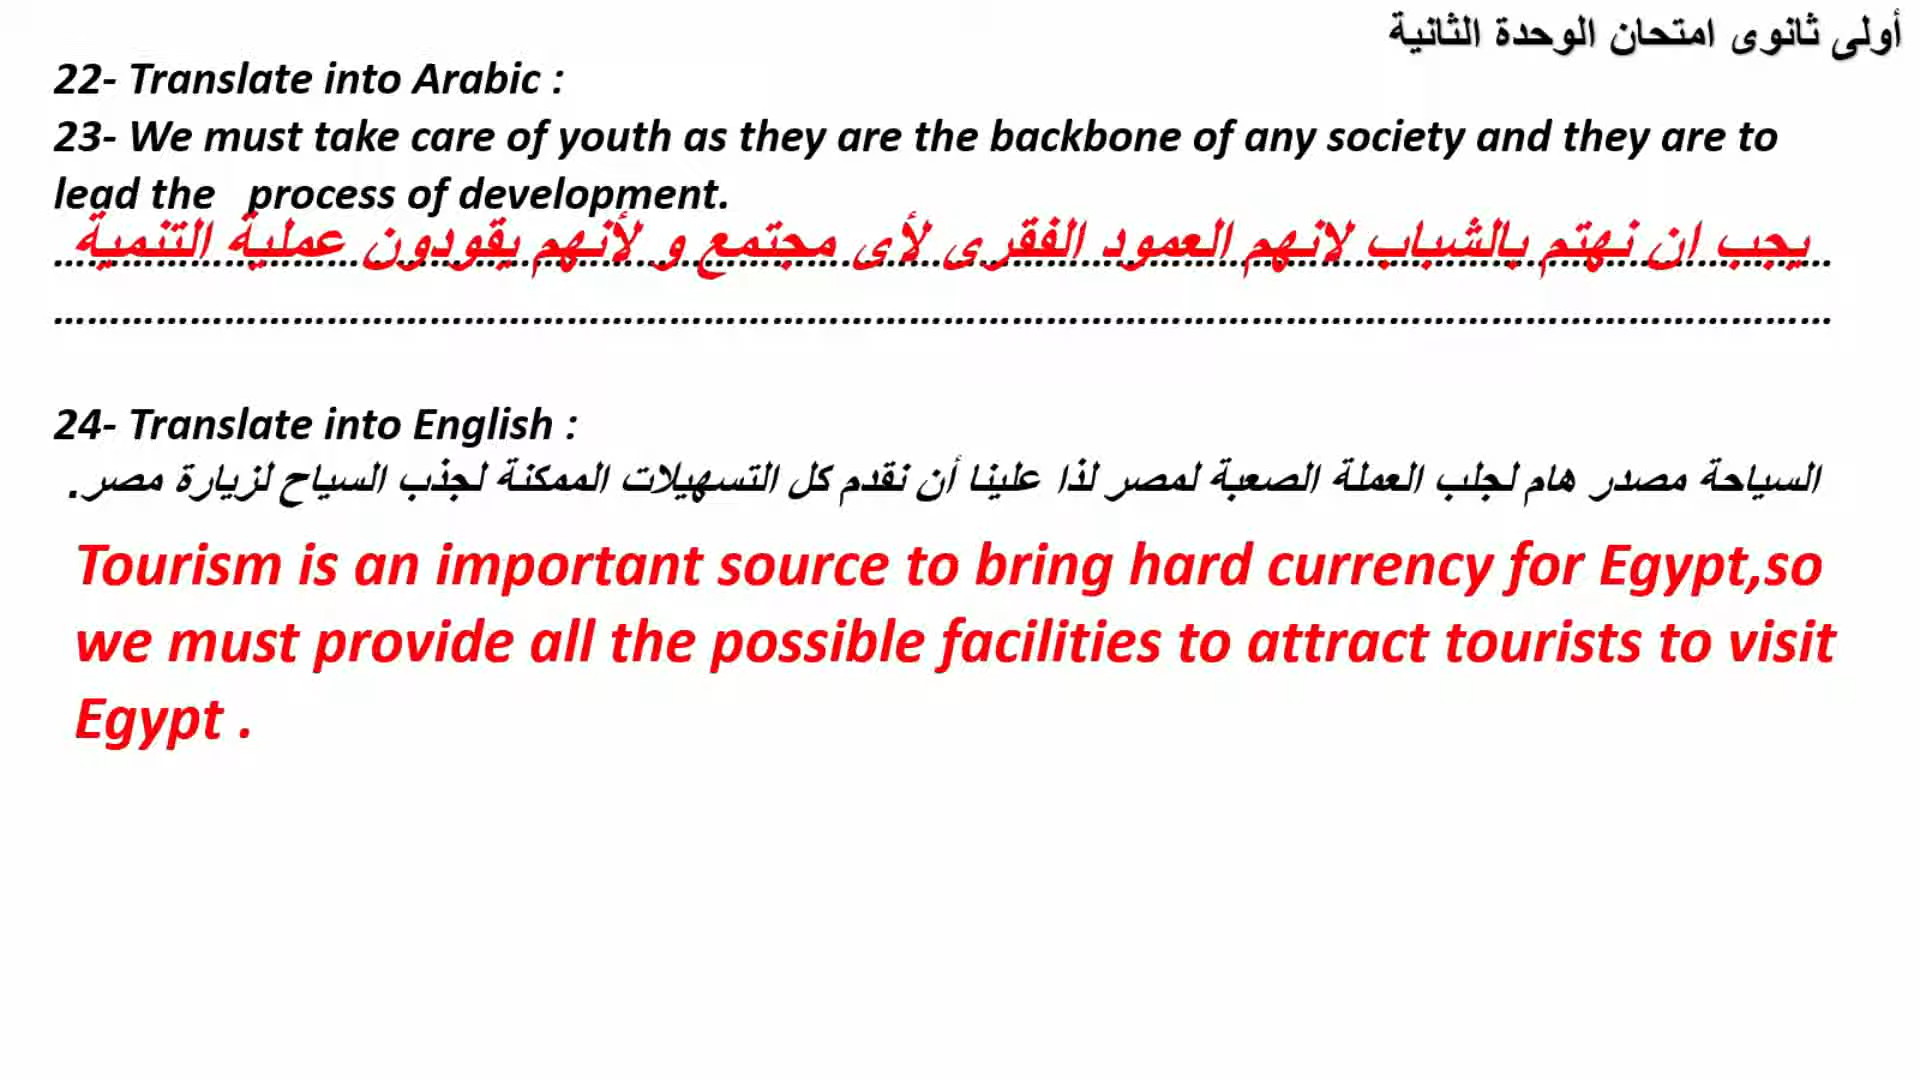 أولى ثانوى امتحان الوحدة الثانية
22- Translate into Arabic :
23- We must take care of youth as they are the backbone of any society and they are to
lead the process of development.
يجب ان نهتم بالشباب لانهم العمود الفقرى لأى مجتمع و لأنهم يقودون عملية التنمية
24- Translate into English :
السياحة مصدر هام لجلب العملة الصعبة لمصر لذا علينا أن نقدم كل التسهيلات الممكنة لجذب السياح لزيارة مصر.
Tourism is an important source to bring hard currency for Egypt,so
we must provide all the possible facilities to attract tourists to visit
Egypt .